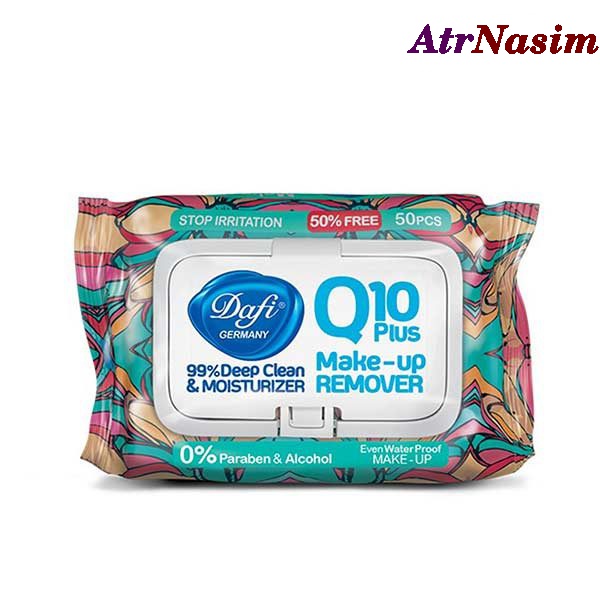 AtrNasim
STOP IRRITATION 50% FREE 50PCS
Dafi®
GERMANY
Q10
Plus
99% Deep Clean
& MOISTURIZER
Make-up
REMOVER
0% Paraben & Alcohol
Even Water Proof
MAKE-UP